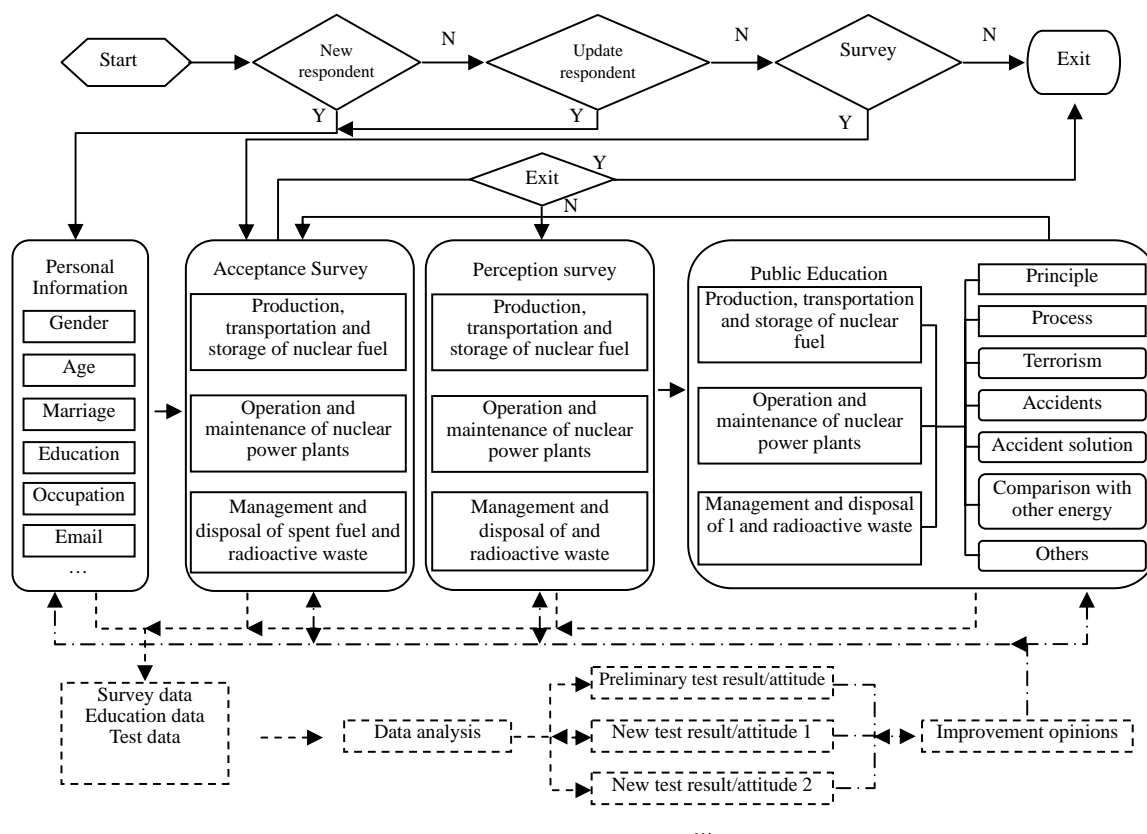 Start
New
respondent
N
Update
respondent
N
Survey
N
Exit
Y
Y
Y
Exit
Y
N
Personal
Information
Gender
Age
Marriage
Education
Occupation
Email
…
Acceptance Survey
Production,
transportation and
storage of nuclear fuel
Operation and
maintenance of nuclear
power plants
Management and
disposal of spent fuel and
radioactive waste
Perception survey
Production,
transportation and
storage of nuclear fuel
Operation and
maintenance of nuclear
power plants
Management and
disposal of and
radioactive waste
Public Education
Production, transportation
and storage of nuclear
fuel
Operation and
maintenance of nuclear
power plants
Management and disposal
of l and radioactive waste
Principle
Process
Terrorism
Accidents
Accident solution
Comparison with
other energy
Others
Survey data
Education data
Test data
Data analysis
Preliminary test result/attitude
New test result/attitude 1
New test result/attitude 2
…
Improvement opinions